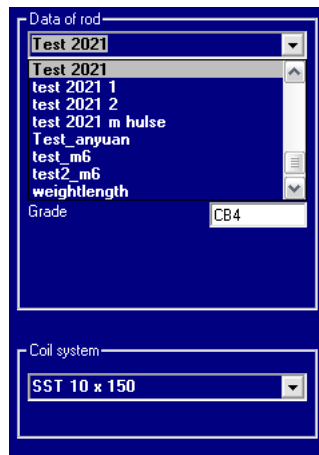 Data of rod
Test 2021
Test 2021
test 2021 1
test 2021 2
test 2021 m hulse
Test_anyuan
test_m6
test2_m6
weightlength
Grade CB4
Coil system
SST 10 x 150